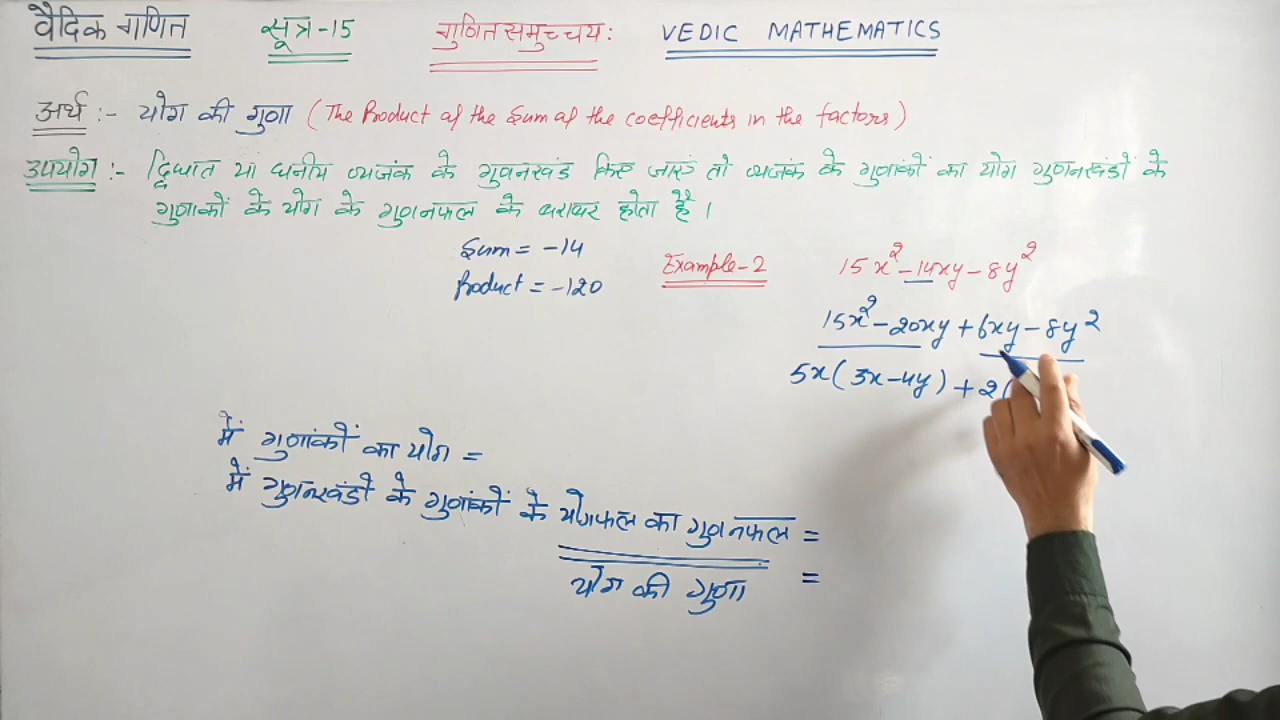 वैदिक गणित सूत्र-15 गुणितसमुच्चयः VEDIC MATHEMATICS
अर्थ :- योग की गुणा (The Product of the Sum of the coefficients in the factors)
उपयोग :- द्विघात या घनीय व्यजंक के गुणनखंड किए जाएं तो व्यजंक के गुणांकों का योग गुणनखंडों के
गुणाकों के योग के गुणनफल के बराबर होता है ।
Sum = -14
Product = -120
Example-2 15x² - 14xy - 8y²
15x² - 20xy + 6xy - 8y²
5x(3x - 4y) + 2(
में गुणांकों का योग =
में गुणनखंडो के गुणांकों के योगफल का गुणनफल =
योग की गुणा =